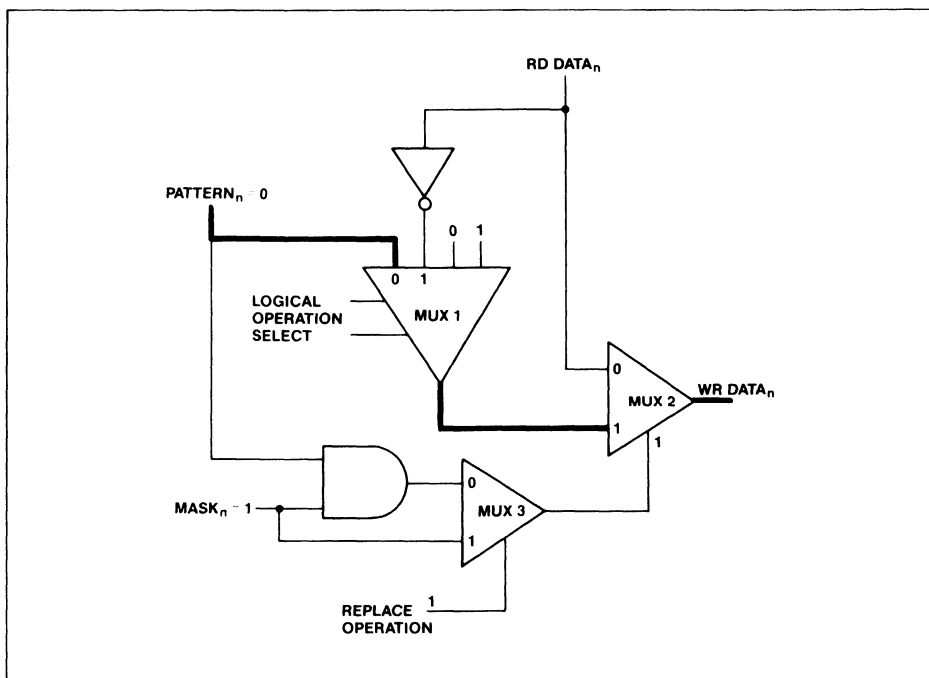 RD DATAn
PATTERNn = 0
0 1
0 1
LOGICAL
OPERATION
SELECT
MUX 1
0
MUX 2
WR DATAn
1
1
0
MUX 3
MASKn = 1
1
1
REPLACE
OPERATION